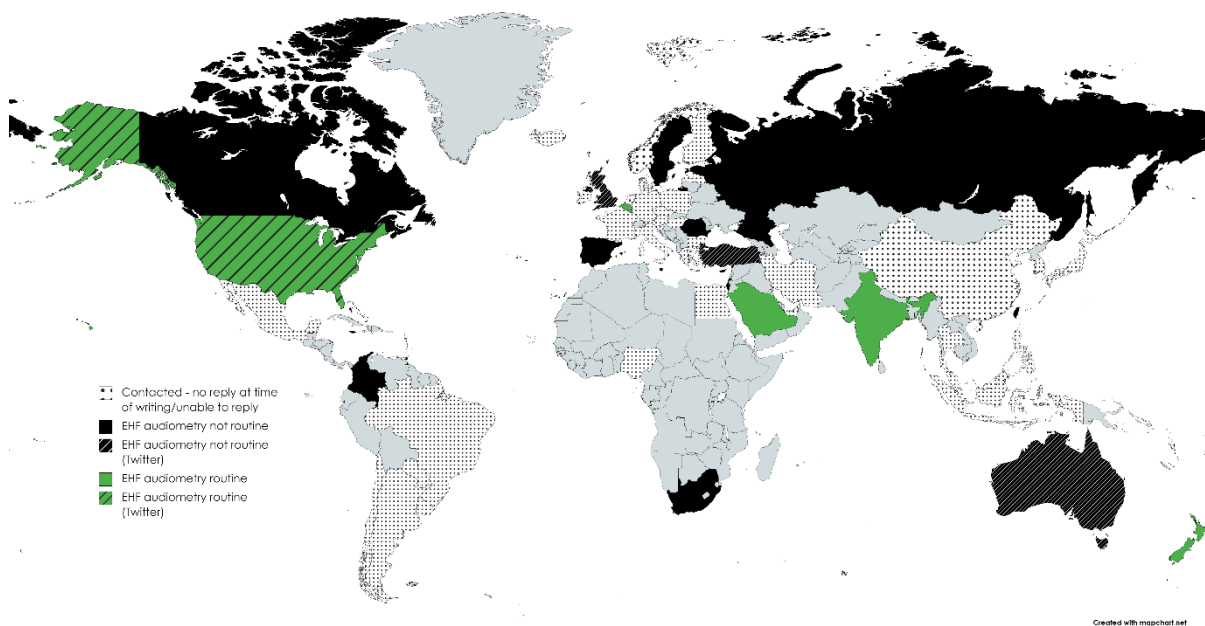 Contacted - no reply at time
of writing/unable to reply
EHF audiometry not routine
EHF audiometry not routine
(Twitter)
EHF audiometry routine
EHF audiometry routine
(Twitter)
Created with mapchart.net